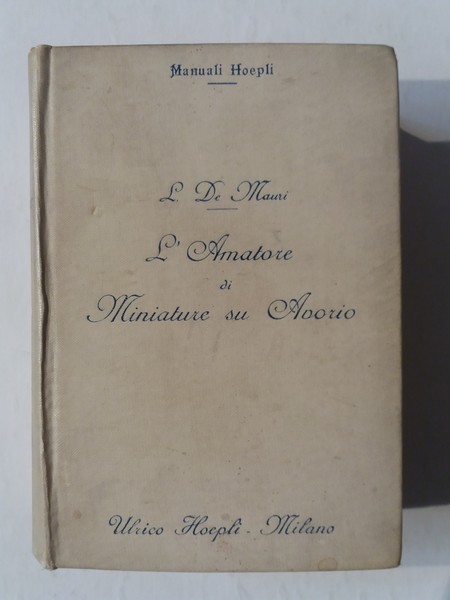 Manuali Hoepli
L. De Mauri
L' Amatore
di
Miniature su Avorio
Ulrico Hoepli - Milano